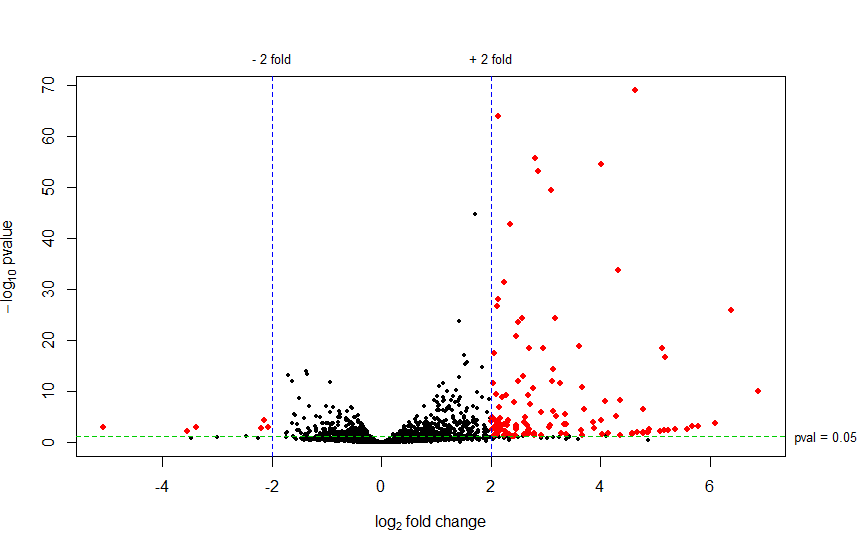 - 2 fold + 2 fold
70
60
50
40
30
20
10
0
−log10 pvalue
pval = 0.05
-4 -2 0 2 4 6
log2 fold change